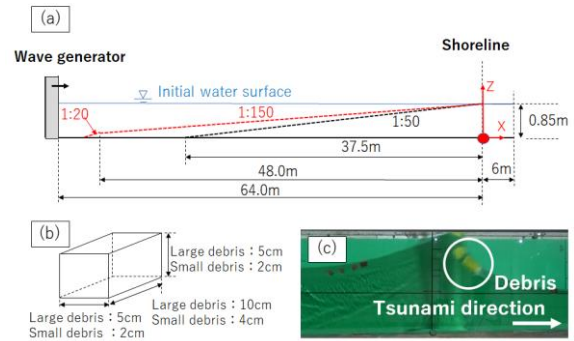 (a)
Wave generator
Shoreline
Initial water surface
Z
1:20
1:150
1:50
0.85m
X
37.5m
6m
48.0m
64.0m
(b)
Large debris：5cm
Small debris：2cm
Large debris：10cm
Small debris：4cm
Large debris：5cm
Small debris：2cm
(c)
Debris
Tsunami direction